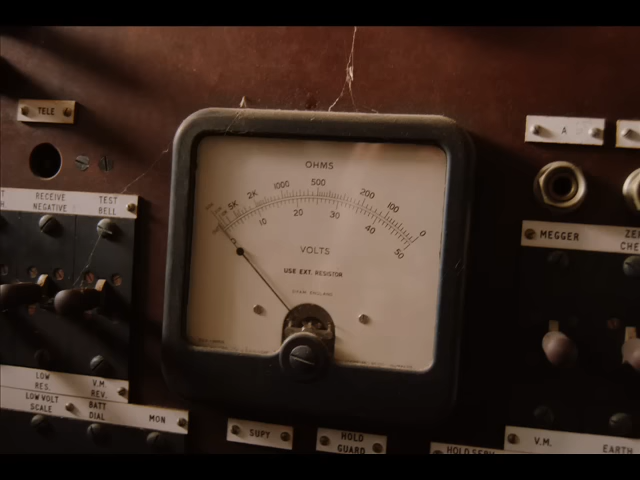 TELE
A
T
RECEIVE
NEGATIVE
TEST
BELL
OHMS
5K 2K 1000 500 200 100 0
0 10 20 30 40 50
VOLTS
USE EXT. RESISTOR
MEGGER
LOW
RES.
V.M.
REV.
LOW VOLT
SCALE
BATT
DIAL
MON
SUPY
HOLD
GUARD
V.M.
EARTH